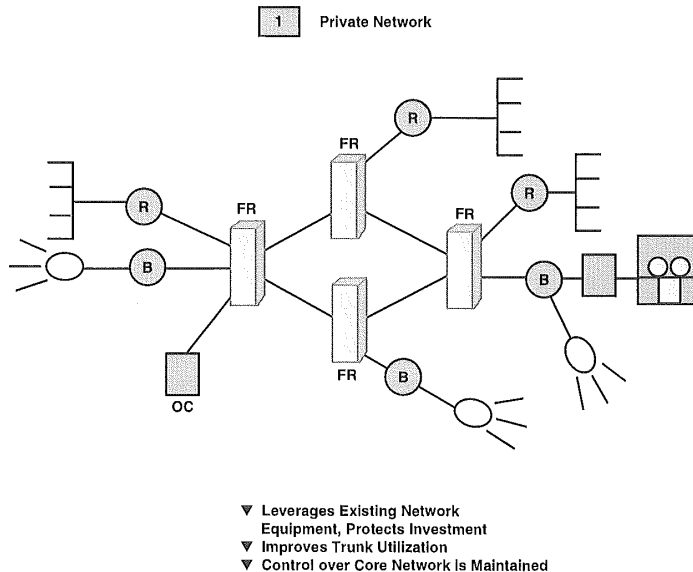 1 Private Network
R
FR
FR
R
FR
R
B
B
OC
FR
B
▼ Leverages Existing Network
Equipment, Protects Investment
▼ Improves Trunk Utilization
▼ Control over Core Network is Maintained